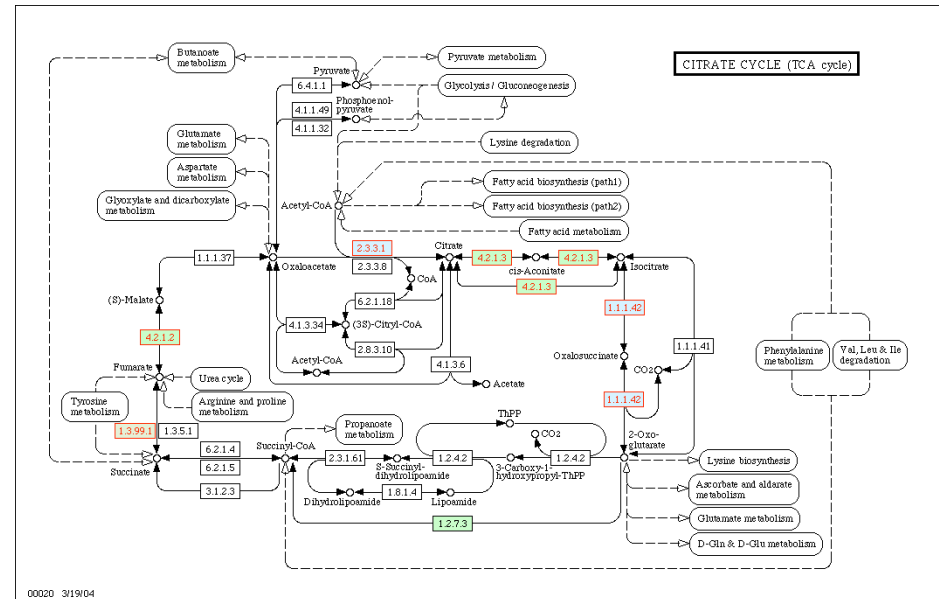 Butanoate
metabolism
Pyruvate metabolism
CITRATE CYCLE (TCA cycle)
Pyruvate
6.4.1.1
Glycolysis / Gluconeogenesis
4.1.1.49
Phosphoenol-
pyruvate
4.1.1.32
Glutamate
metabolism
Lysine degradation
Aspartate
metabolism
Fatty acid biosynthesis (path1)
Glyoxylate and dicarboxylate
metabolism
Acetyl-CoA
Fatty acid biosynthesis (path2)
Fatty acid metabolism
2.3.3.1
Citrate
1.1.1.37
Oxaloacetate
2.3.3.8
4.2.1.3
4.2.1.3
cis-Aconitate
Isocitrate
CoA
4.2.1.3
(S)-Malate
6.2.1.18
1.1.1.42
4.1.3.34
(3S)-Citryl-CoA
4.2.1.2
2.8.3.10
1.1.1.41
Oxalosuccinate
Phenylalanine
metabolism
Val, Leu & Ile
degradation
Acetyl-CoA
4.1.3.6
CO2
Fumarate
Urea cycle
Acetate
Tyrosine
metabolism
Arginine and proline
metabolism
1.1.1.42
ThPP
1.3.99.1
1.3.5.1
Propanoate
metabolism
CO2
2-Oxo-
glutarate
Succinyl-CoA
6.2.1.4
2.3.1.61
1.2.4.2
1.2.4.2
Succinate
6.2.1.5
S-Succinyl-
dihydrolipoamide
3-Carboxy-1-
hydroxypropyl-ThPP
Lysine biosynthesis
3.1.2.3
1.8.1.4
Dihydrolipoamide
Lipoamide
Ascorbate and aldarate
metabolism
1.2.7.3
Glutamate metabolism
D-Gln & D-Glu metabolism
00020 3/19/04